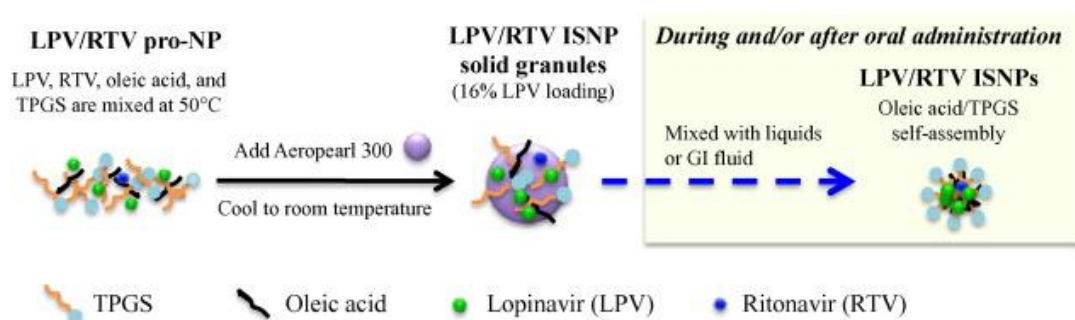 LPV/RTV pro-NP
LPV, RTV, oleic acid, and
TPGS are mixed at 50°C
Add Aeropearl 300
Cool to room temperature
LPV/RTV ISNP
solid granules
(16% LPV loading)
During and/or after oral administration
Mixed with liquids
or GI fluid
LPV/RTV ISNPs
Oleic acid/TPGS
self-assembly
TPGS
Oleic acid
Lopinavir (LPV)
Ritonavir (RTV)